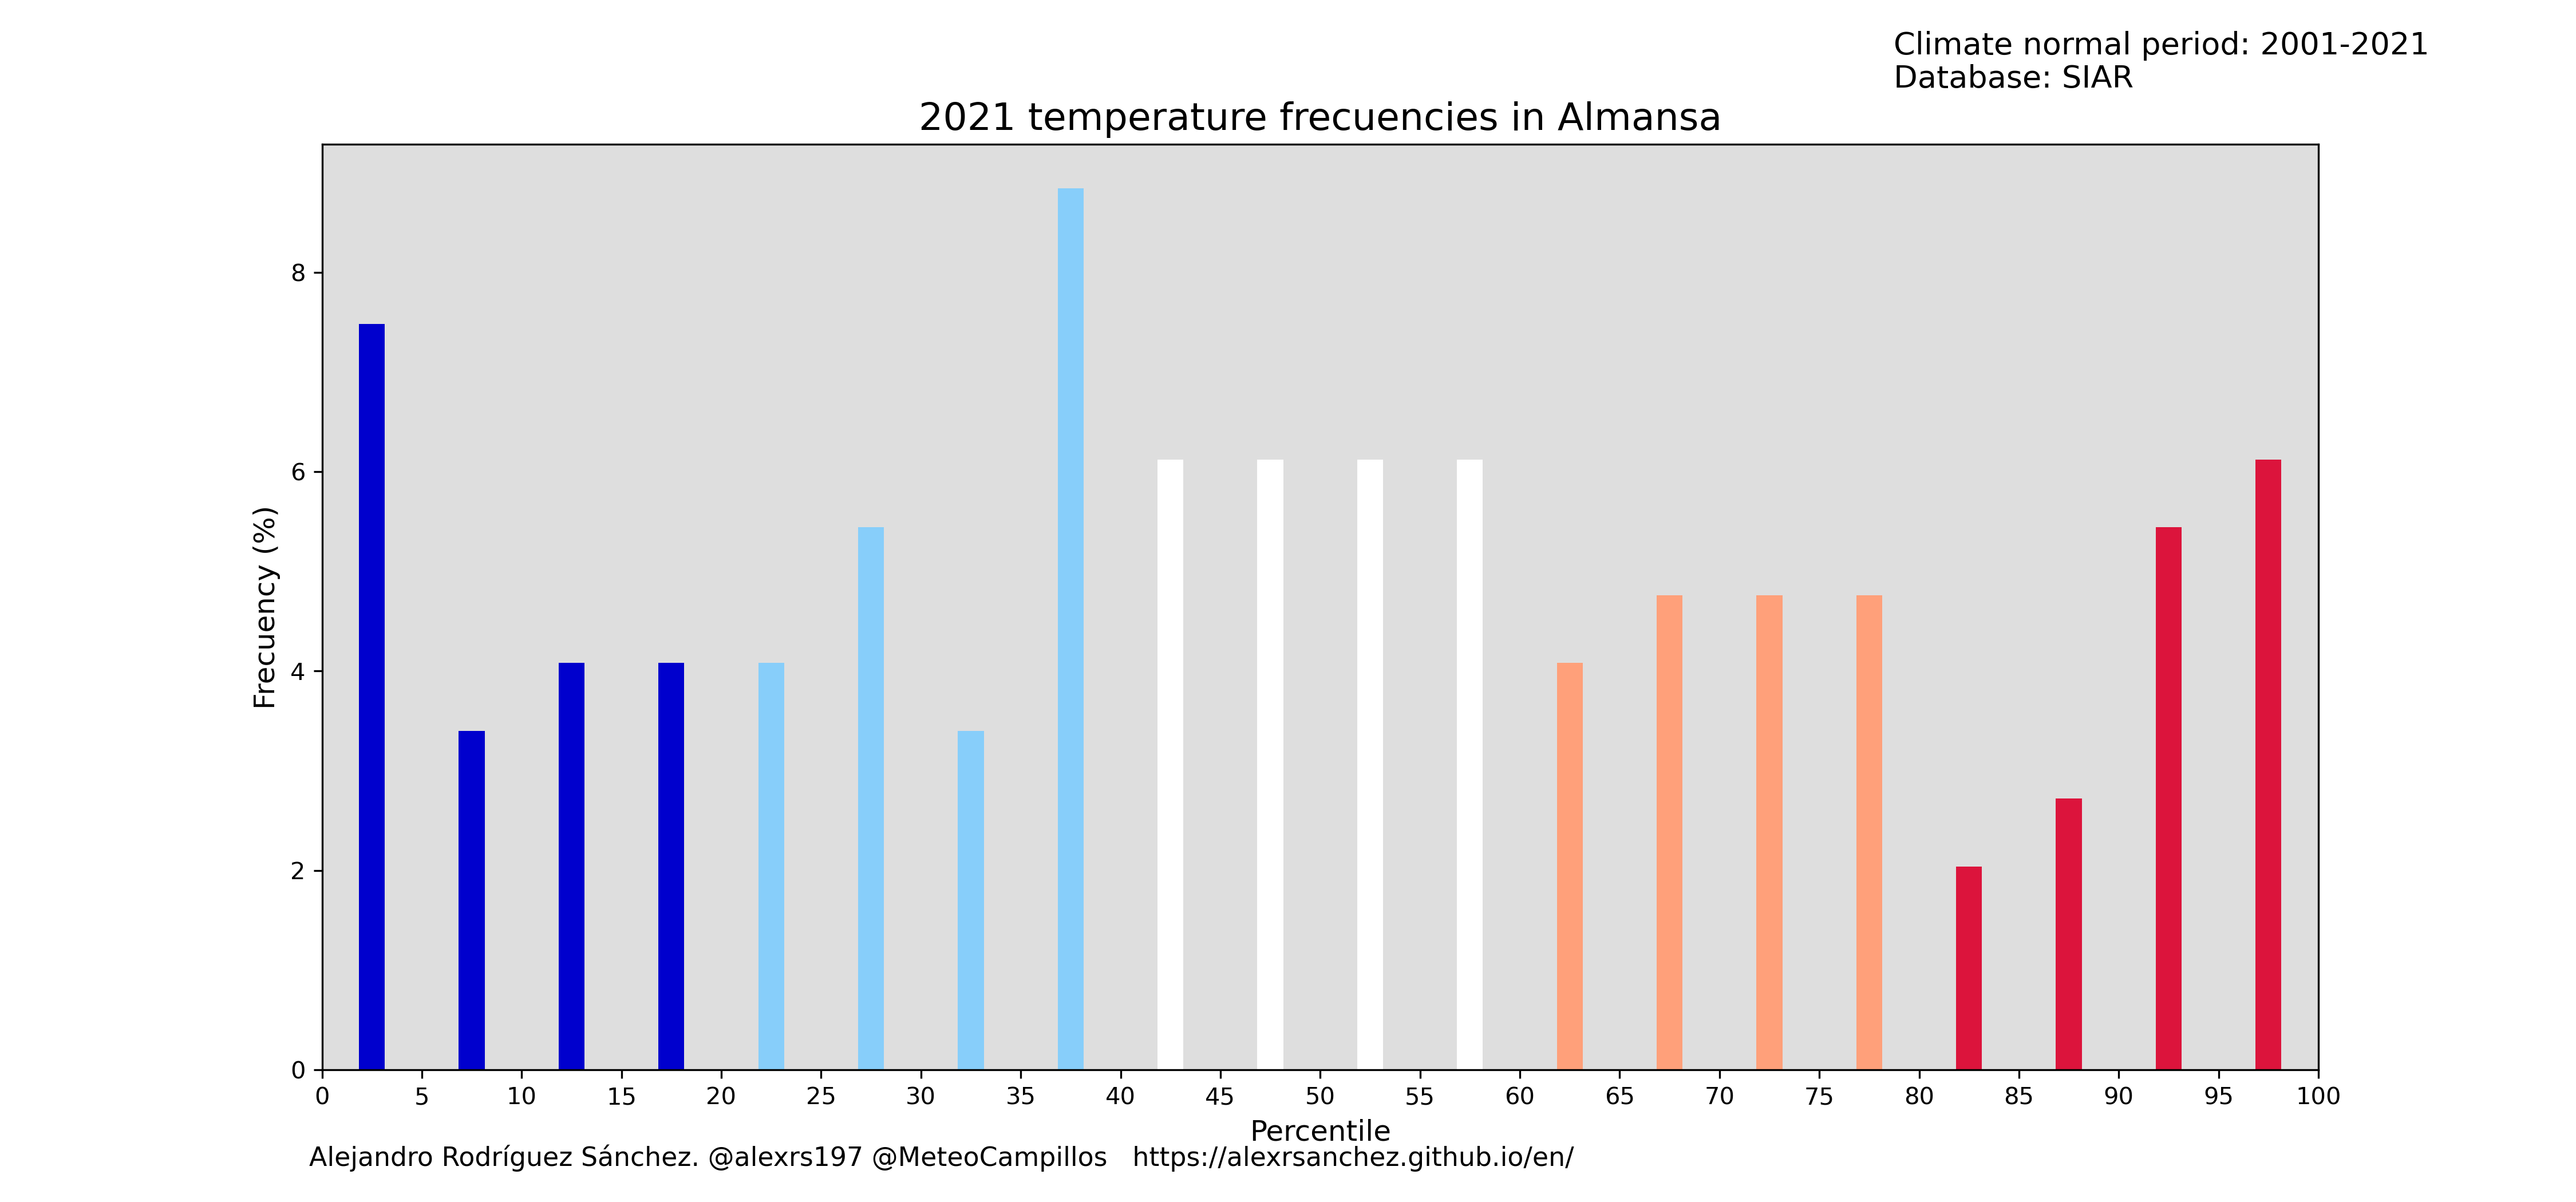 Climate normal period: 2001-2021
Database: SIAR
2021 temperature frecuencies in Almansa
Frecuency (%)
8
6
4
2
0
0 5 10 15 20 25 30 35 40 45 50 55 60 65 70 75 80 85 90 95 100
Percentile
Alejandro Rodríguez Sánchez. @alexrs197 @MeteoCampillos https://alexrsanchez.github.io/en/